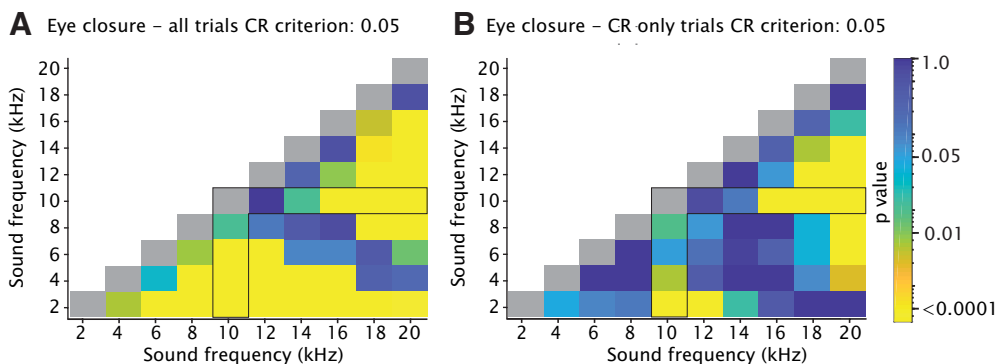 A Eye closure – all trials CR criterion: 0.05
Sound frequency (kHz)
20
18
16
14
12
10
8
6
4
2
2 4 6 8 10 12 14 16 18 20
Sound frequency (kHz)
B Eye closure – CR only trials CR criterion: 0.05
Sound frequency (kHz)
20
18
16
14
12
10
8
6
4
2
2 4 6 8 10 12 14 16 18 20
Sound frequency (kHz)
p value
1.0
0.05
0.01
<0.0001